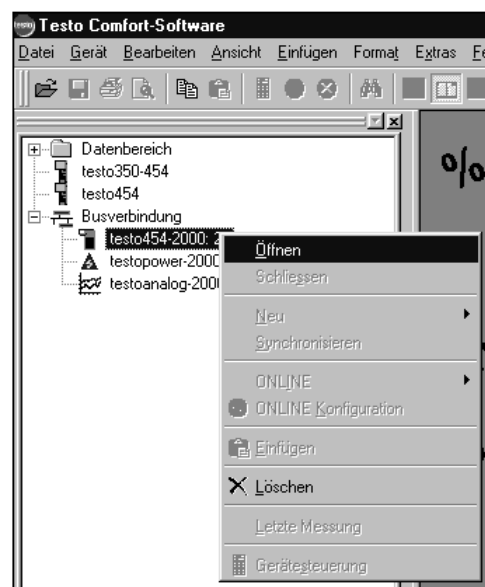 Testo Comfort-Software
Datei Gerät Bearbeiten Ansicht Einfügen Format Extras
Datenbereich
testo350-454
testo454
Busverbindung
testo454-2000: 2
testopower-2000
testoanalog-200
%
Öffnen
Schliessen
Neu
Synchronisieren
ONLINE
ONLINE Konfiguration
Einfügen
Löschen
Letzte Messung
Gerätesteuerung